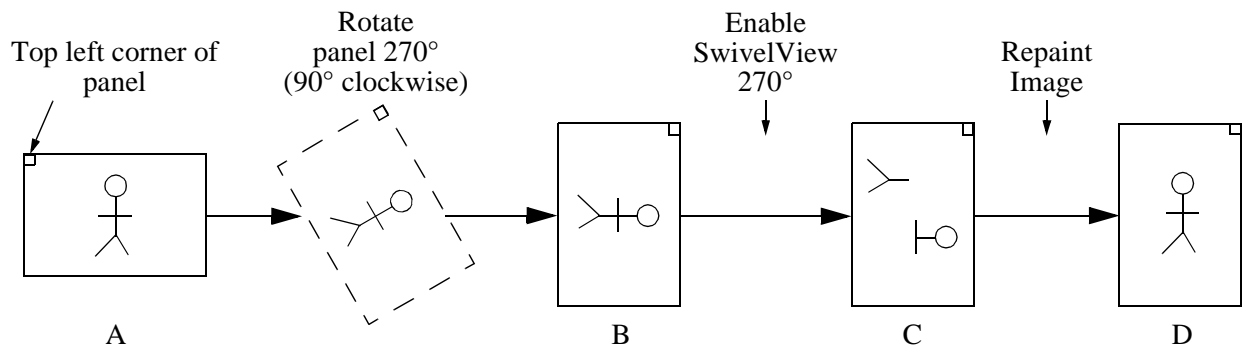 Top left corner of
panel
Rotate
panel 270°
(90° clockwise)
Enable
SwivelView
270°
Repaint
Image
A
B
C
D